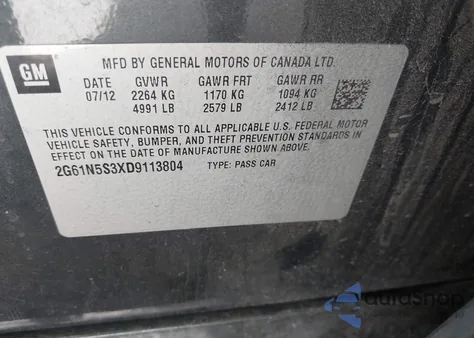 GM
MFD BY GENERAL MOTORS OF CANADA LTD.
DATE GVWR GAWR FRT GAWR RR
07/12 2264 KG 1170 KG 1094 KG
4991 LB 2579 LB 2412 LB
THIS VEHICLE CONFORMS TO ALL APPLICABLE U.S. FEDERAL MOTOR
VEHICLE SAFETY, BUMPER, AND THEFT PREVENTION STANDARDS IN
EFFECT ON THE DATE OF MANUFACTURE SHOWN ABOVE.
2G61N5S3XD9113804 TYPE: PASS CAR
AutoSnap